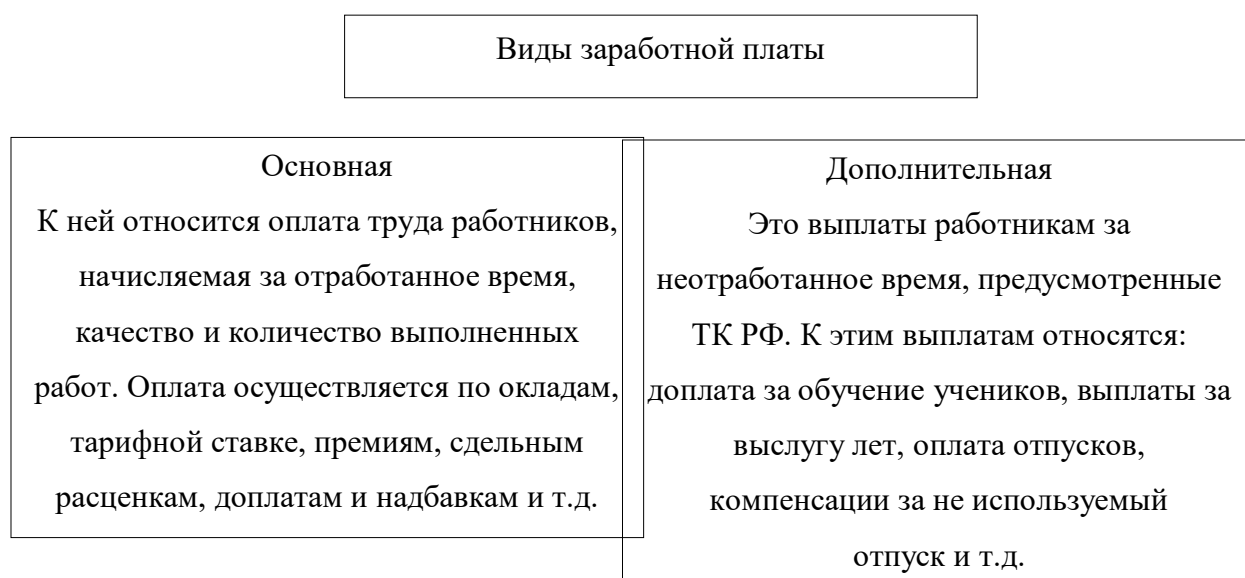 Виды заработной платы
Основная
К ней относится оплата труда работников,
начисляемая за отработанное время,
качество и количество выполненных
работ. Оплата осуществляется по окладам,
тарифной ставке, премиям, сдельным
расценкам, доплатам и надбавкам и т.д.
Дополнительная
Это выплаты работникам за
неотработанное время, предусмотренные
ТК РФ. К этим выплатам относятся:
доплата за обучение учеников, выплаты за
выслугу лет, оплата отпусков,
компенсации за не используемый
отпуск и т.д.